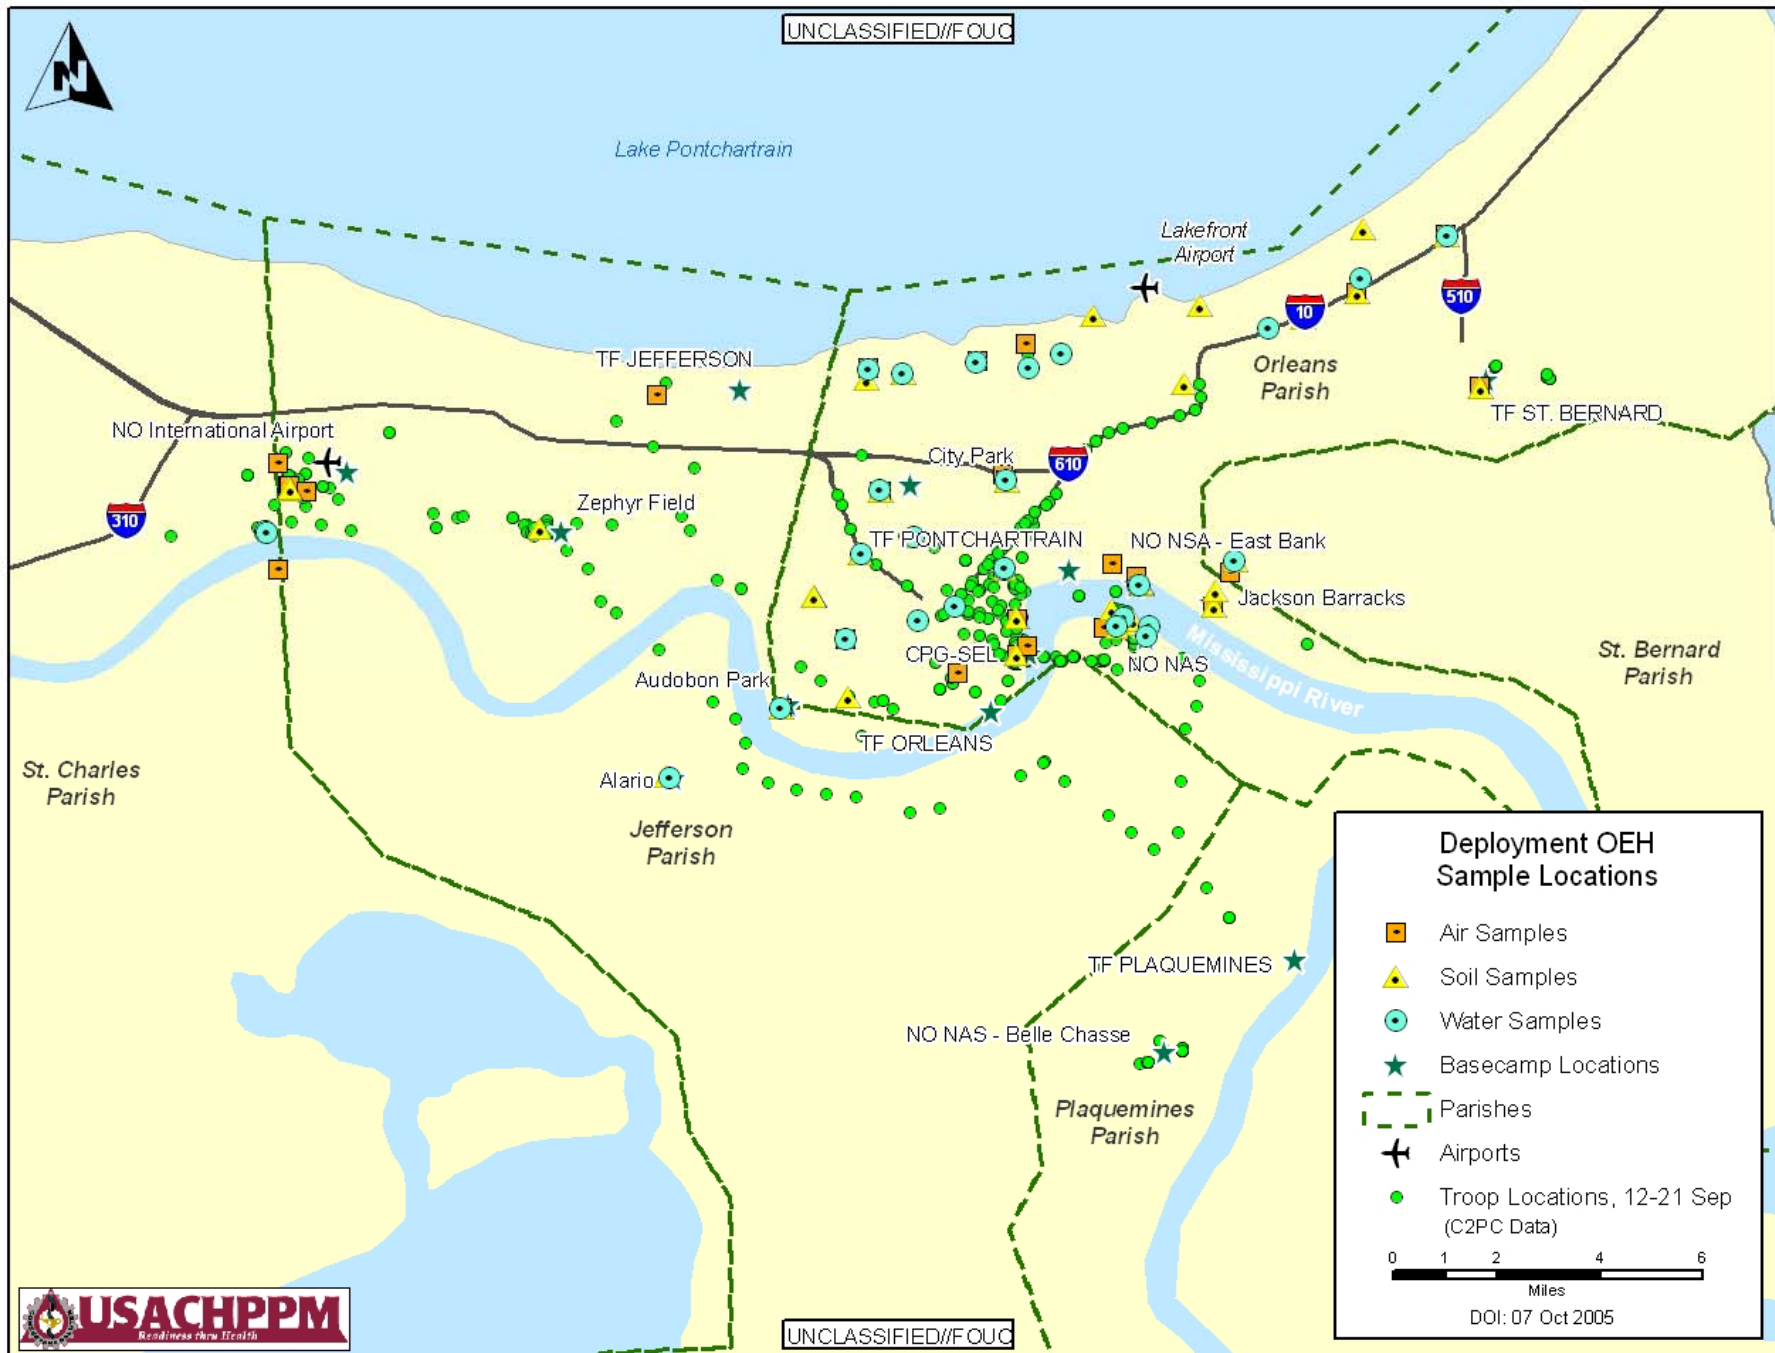 UNCLASSIFIED//FOUO
N
Lake Pontchartrain
Lakefront
Airport
10
510
Orleans
Parish
TF JEFFERSON
TF ST. BERNARD
NO International Airport
City Park
610
310
Zephyr Field
TF PONTCHARTRAIN
NO NSA - East Bank
Jackson Barracks
CPG-SEL
NO NAS
Mississippi River
St. Bernard
Parish
Audobon Park
TF ORLEANS
St. Charles
Parish
Alario
Jefferson
Parish
TF PLAQUEMINES
NO NAS - Belle Chasse
Plaquemines
Parish
Deployment OEH
Sample Locations
Air Samples
Soil Samples
Water Samples
Basecamp Locations
Parishes
Airports
Troop Locations, 12-21 Sep
(C2PC Data)
0 1 2 4 6
Miles
DOI: 07 Oct 2005
USACHPPM
Readiness thru Health
UNCLASSIFIED//FOUO